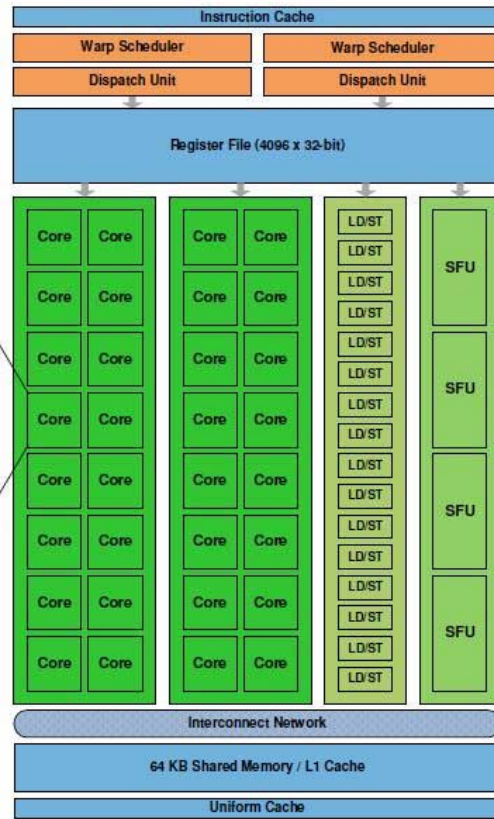 Instruction Cache
Warp Scheduler Warp Scheduler
Dispatch Unit Dispatch Unit
Register File (4096 x 32-bit)
Core Core Core Core LD/ST
LD/ST
SFU
Core Core Core Core LD/ST
LD/ST
Core Core Core Core LD/ST
LD/ST
SFU
Core Core Core Core LD/ST
LD/ST
Core Core Core Core LD/ST
LD/ST
SFU
Core Core Core Core LD/ST
LD/ST
Core Core Core Core LD/ST
LD/ST
SFU
Core Core Core Core LD/ST
LD/ST
Interconnect Network
64 KB Shared Memory / L1 Cache
Uniform Cache